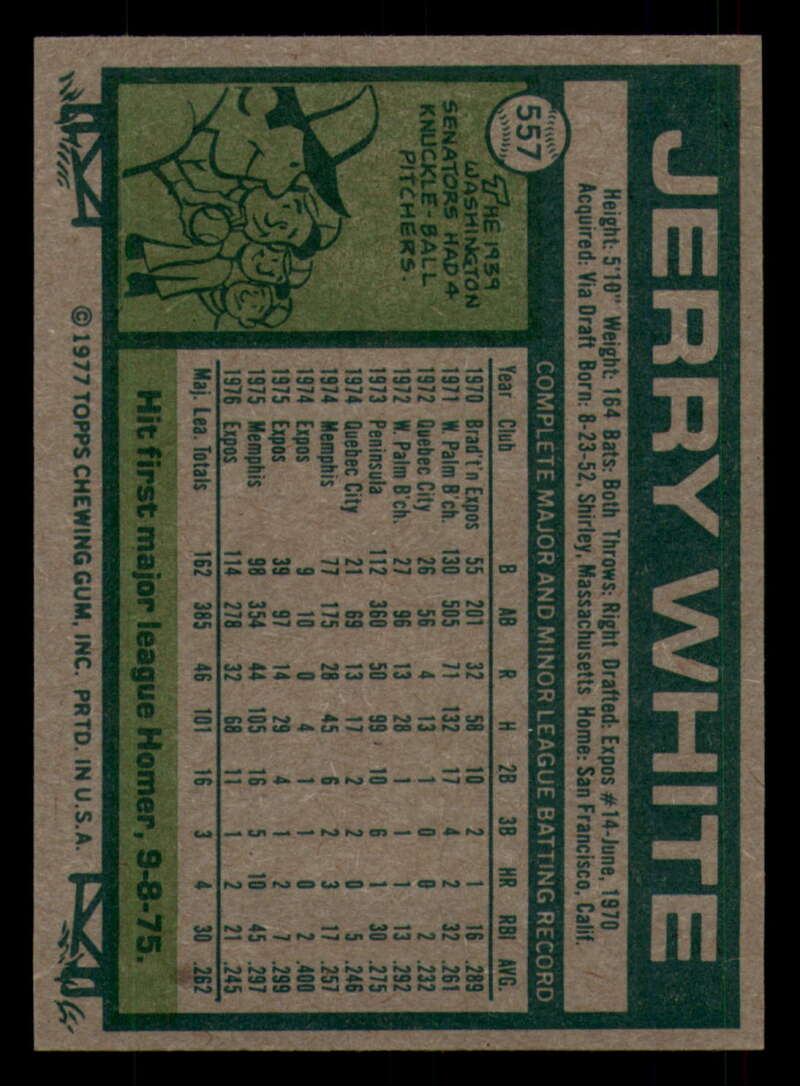 557
JERRY WHITE
Height: 5'10" Weight: 164 Bats: Both Throws: Right Drafted: Expos #14-June, 1970
Acquired: Via Draft Born: 8-23-52, Shirley, Massachusetts Home: San Francisco, Calif.
THE 1939
WASHINGTON
SENATORS HAD 4
KNUCKLE-BALL
PITCHERS.
COMPLETE MAJOR AND MINOR LEAGUE BATTING RECORD
Year Club B AB R H 2B 3B HR RBI AVG.
1970 Brad't'n Expos 55 201 32 58 10 2 1 16 .289
1971 W. Palm B'ch. 130 505 71 132 17 4 2 32 .261
1972 Quebec City 26 56 4 13 1 0 0 2 .232
1972 W. Palm B'ch. 27 96 13 28 1 1 1 13 .292
1973 Peninsula 112 360 50 99 10 6 1 30 .275
1974 Quebec City 21 69 13 17 2 2 0 5 .246
1974 Memphis 77 175 28 45 6 2 3 17 .257
1974 Expos 9 10 0 4 1 1 0 2 .400
1975 Expos 39 97 14 29 4 1 2 7 .299
1975 Memphis 98 354 44 105 16 5 10 45 .297
1976 Expos 114 278 32 68 11 1 2 21 .245
Maj. Lea. Totals 162 385 46 101 16 3 4 30 .262
Hit first major league Homer, 9-8-75.
© 1977 TOPPS CHEWING GUM, INC. PRTD. IN U.S.A.